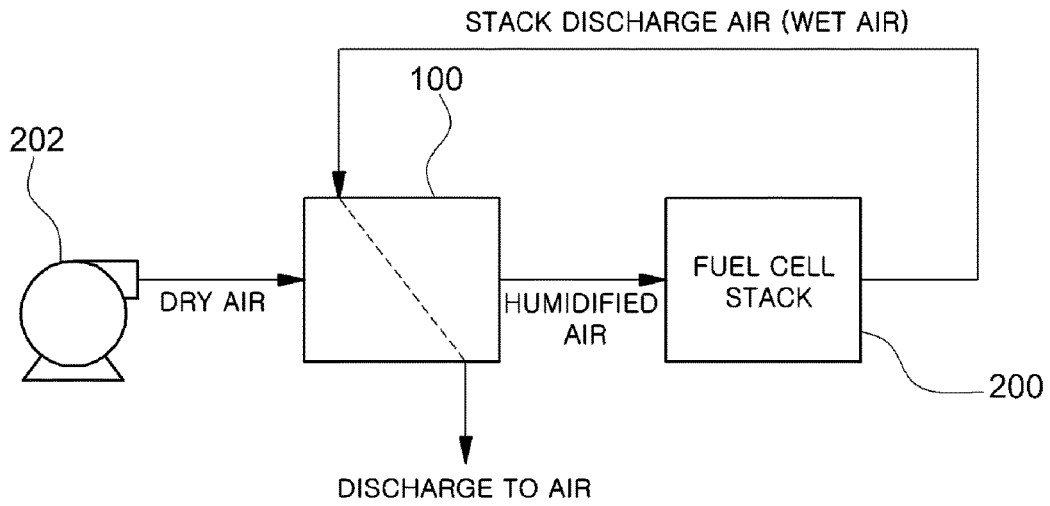 STACK DISCHARGE AIR (WET AIR)
100
202
FUEL CELL
STACK
DRY AIR
HUMIDIFIED
AIR
200
DISCHARGE TO AIR